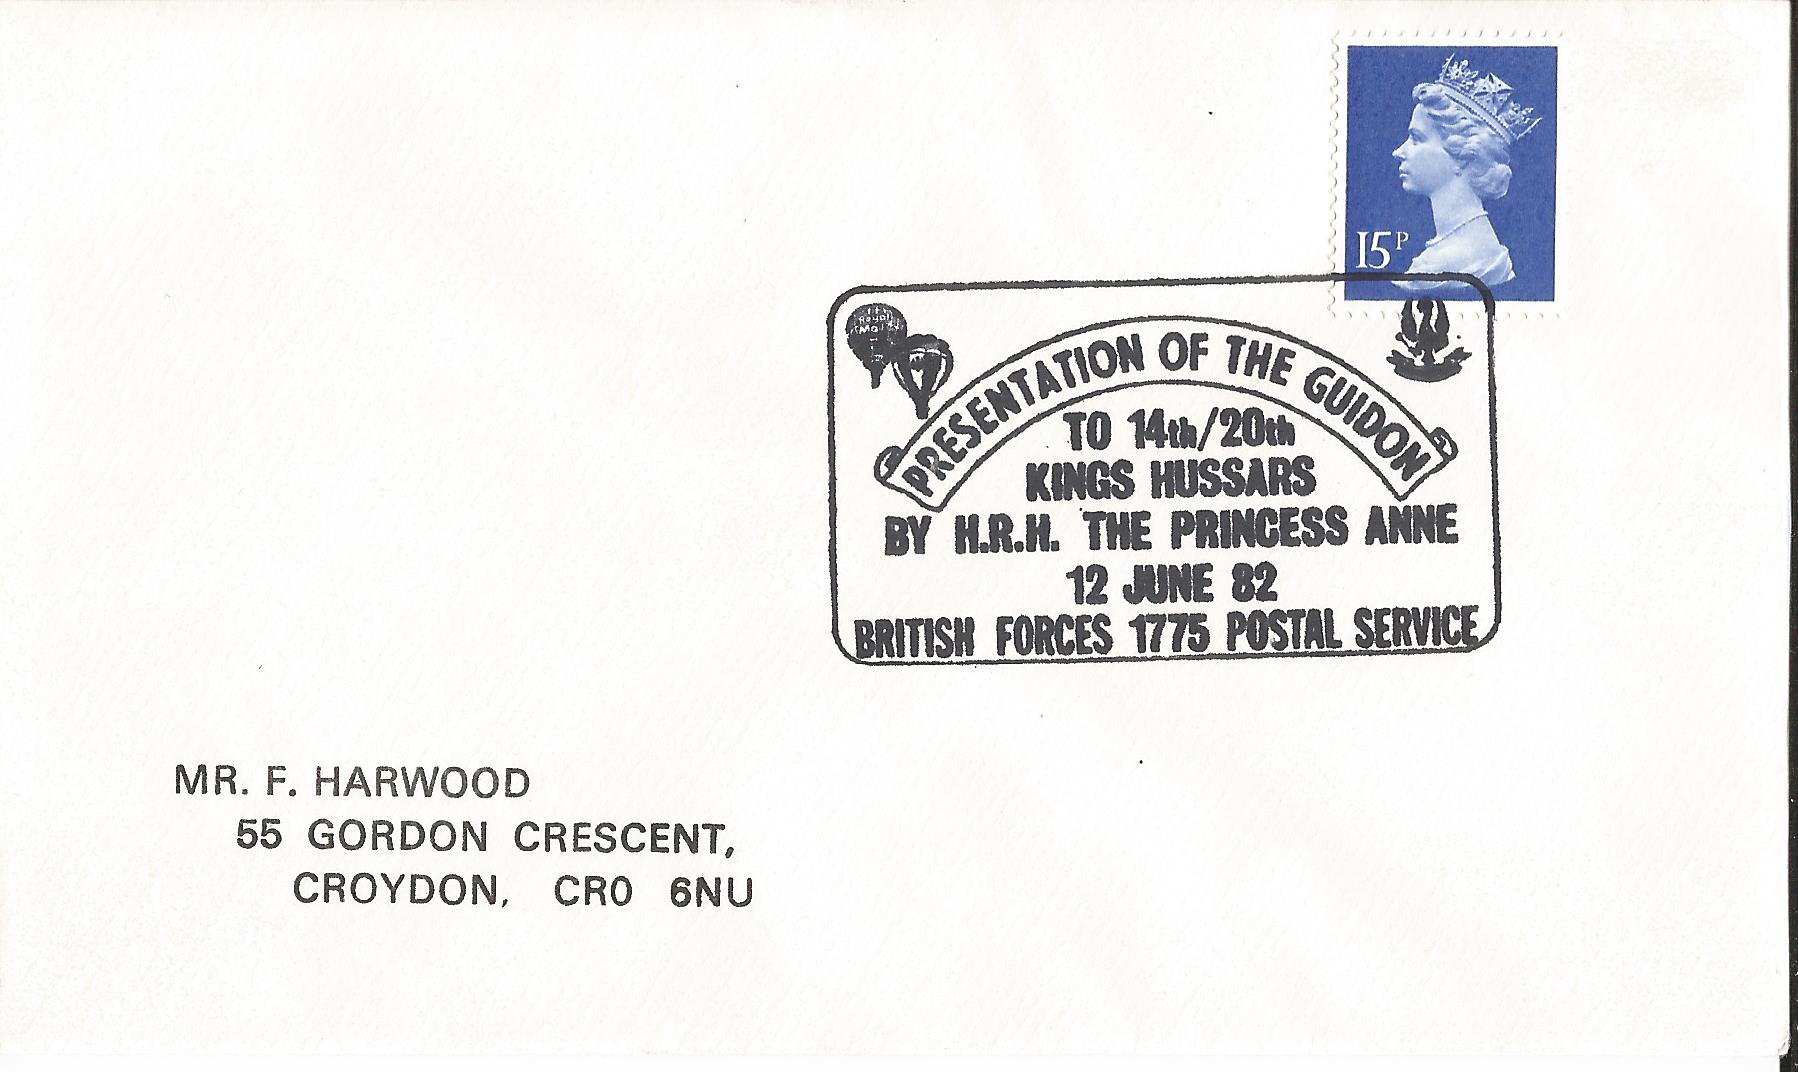 15P
Royal
Mail
PRESENTATION OF THE GUIDON
TO 14th/20th
KINGS HUSSARS
BY H.R.H. THE PRINCESS ANNE
12 JUNE 82
BRITISH FORCES 1775 POSTAL SERVICE
MR. F. HARWOOD
55 GORDON CRESCENT,
CROYDON, CR0 6NU